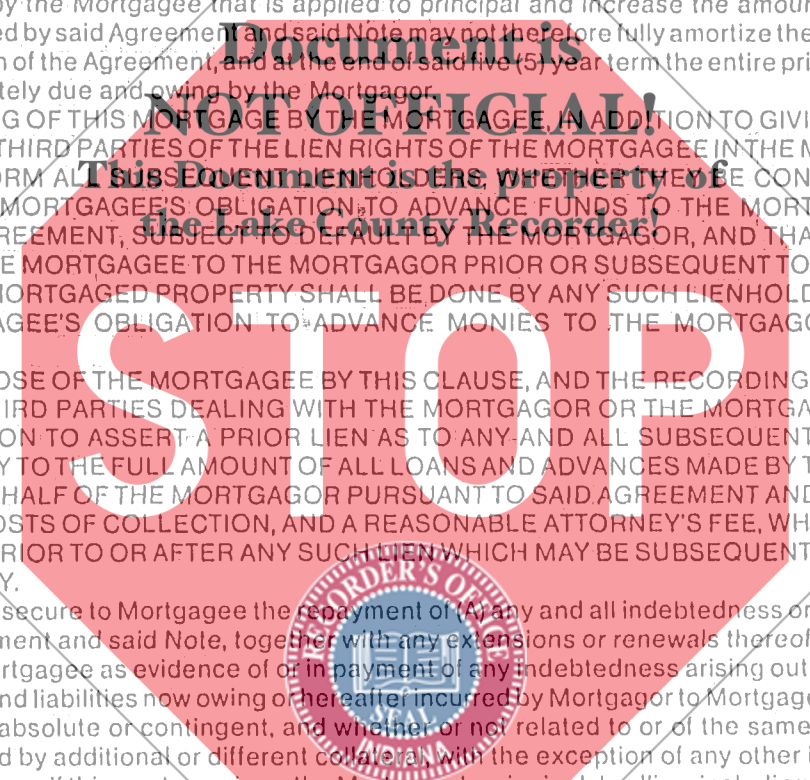 by the Mortgagee that is applied to principal and increase the amoun
ed by said Agreement and said Note may not therefore fully amortize the
Document is
n of the Agreement, and at the end of said five (5) year term the entire pri
tely due and owing by the Mortgagor.
NOT OFFICIAL!
G OF THIS MORTGAGE BY THE MORTGAGEE, IN ADDITION TO GIVI
THIRD PARTIES OF THE LIEN RIGHTS OF THE MORTGAGEE IN THE M
This Document is the property of
ORM ALL SUBSEQUENT LIENHOLDERS, WHETHER THEY BE CON
MORTGAGEE'S OBLIGATION TO ADVANCE FUNDS TO THE MORT
the Lake County Recorder!
REEMENT, SUBJECT TO DEFAULT BY THE MORTGAGOR, AND THA
E MORTGAGEE TO THE MORTGAGOR PRIOR OR SUBSEQUENT TO
MORTGAGED PROPERTY SHALL BE DONE BY ANY SUCH LIENHOLD
AGEE'S OBLIGATION TO ADVANCE MONIES TO THE MORTGAGO
STOP
OSE OF THE MORTGAGEE BY THIS CLAUSE, AND THE RECORDING
IRD PARTIES DEALING WITH THE MORTGAGOR OR THE MORTGA
ON TO ASSERT A PRIOR LIEN AS TO ANY AND ALL SUBSEQUENT
Y TO THE FULL AMOUNT OF ALL LOANS AND ADVANCES MADE BY T
HALF OF THE MORTGAGOR PURSUANT TO SAID AGREEMENT AND
OSTS OF COLLECTION, AND A REASONABLE ATTORNEY'S FEE, WH
RIOR TO OR AFTER ANY SUCH LIEN WHICH MAY BE SUBSEQUENT
Y.
RECORDER'S OFFICE
secure to Mortgagee the repayment of (A) any and all indebtedness or
ment and said Note, together with any extensions or renewals thereof
rtgagee as evidence of or in payment of any indebtedness arising out
nd liabilities now owing or hereafter incurred by Mortgagor to Mortgag
SEAL
absolute or contingent, and whether or not related to or of the same
INDIANA
d by additional or different collateral, with the exception of any other